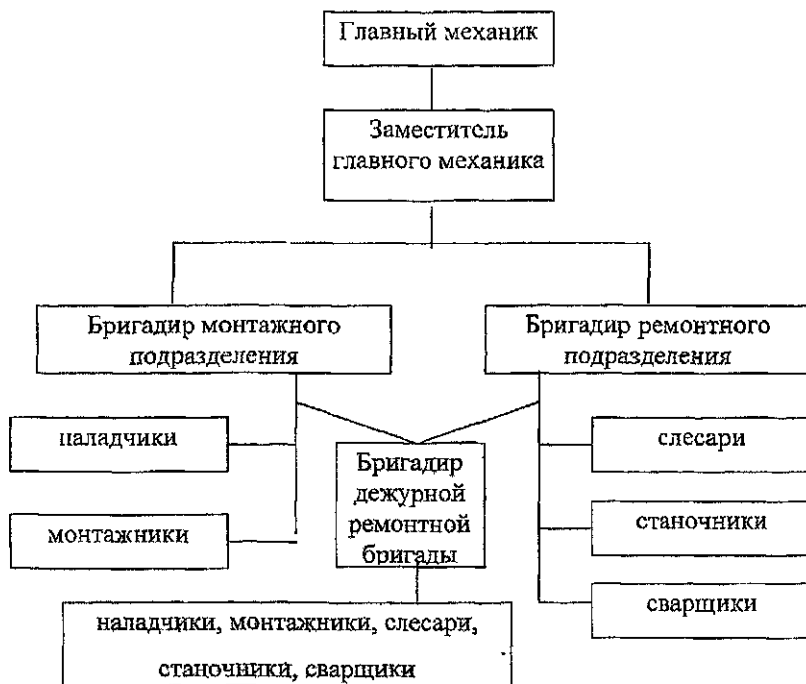 Главный механик
Заместитель
главного механика
Бригадир монтажного
подразделения
Бригадир ремонтного
подразделения
наладчики
монтажники
Бригадир
дежурной
ремонтной
бригады
слесари
станочники
сварщики
наладчики, монтажники, слесари,
станочники, сварщики